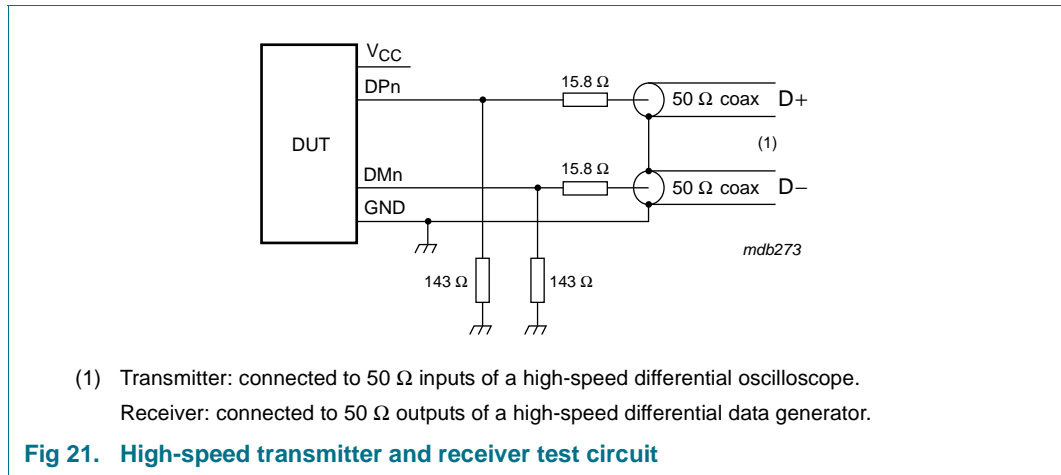 VCC
DPn
15.8 Ω
50 Ω coax D+
DUT
(1)
DMn
15.8 Ω
50 Ω coax D−
GND
mdb273
143 Ω
143 Ω
(1) Transmitter: connected to 50 Ω inputs of a high-speed differential oscilloscope.
Receiver: connected to 50 Ω outputs of a high-speed differential data generator.
Fig 21. High-speed transmitter and receiver test circuit